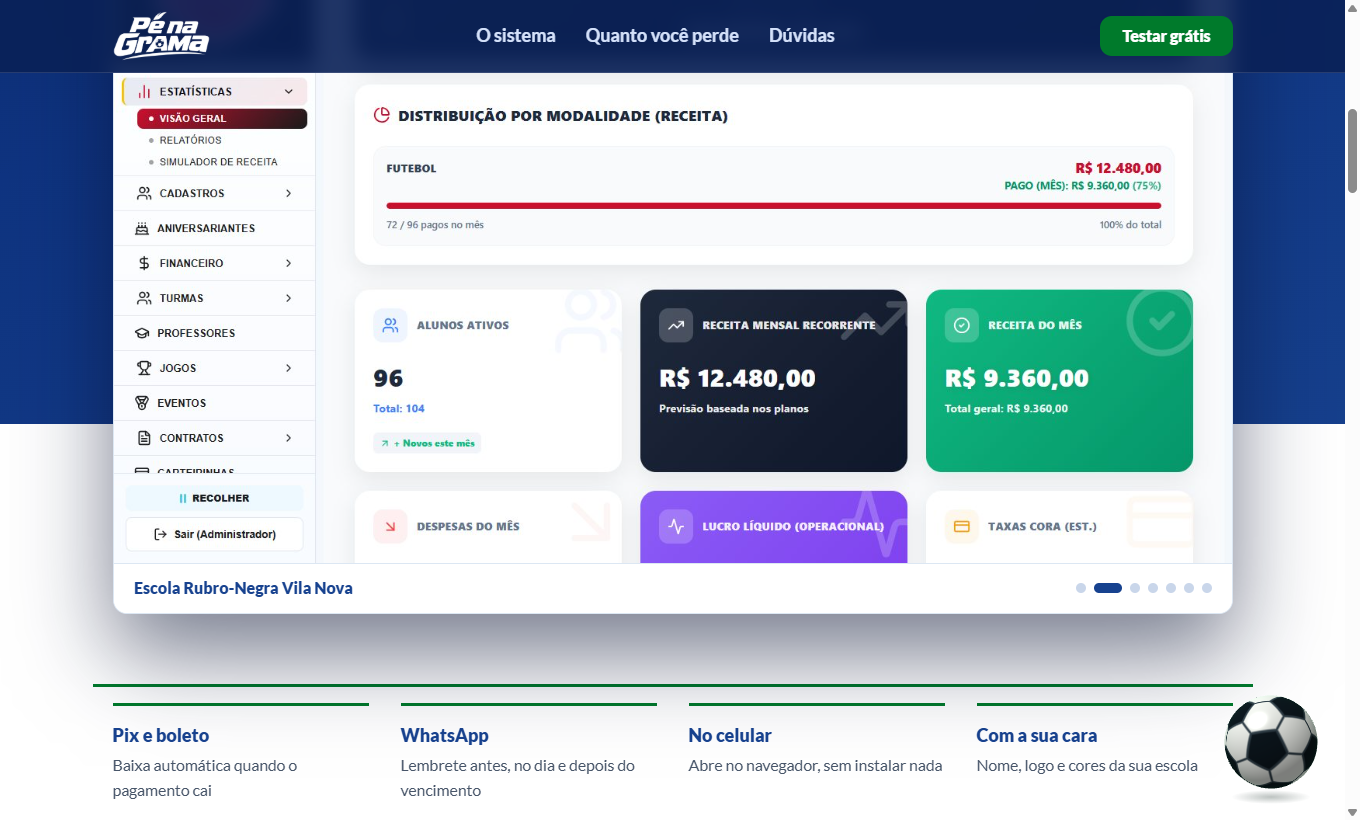 Pé na Grama
O sistema
Quanto você perde
Dúvidas
Testar grátis
ESTATÍSTICAS
VISÃO GERAL
RELATÓRIOS
SIMULADOR DE RECEITA
CADASTROS
ANIVERSARIANTES
FINANCEIRO
TURMAS
PROFESSORES
JOGOS
EVENTOS
CONTRATOS
CARTEIRINHAS
RECOLHER
Sair (Administrador)
DISTRIBUIÇÃO POR MODALIDADE (RECEITA)
FUTEBOL
R$ 12.480,00
PAGO (MÊS): R$ 9.360,00 (75%)
72 / 96 pagos no mês
100% do total
ALUNOS ATIVOS
96
Total: 104
+ Novos este mês
RECEITA MENSAL RECORRENTE
R$ 12.480,00
Previsão baseada nos planos
RECEITA DO MÊS
R$ 9.360,00
Total geral: R$ 9.360,00
DESPESAS DO MÊS
LUCRO LÍQUIDO (OPERACIONAL)
TAXAS CORA (EST.)
Escola Rubro-Negra Vila Nova
Pix e boleto
Baixa automática quando o
pagamento cai
WhatsApp
Lembrete antes, no dia e depois do
vencimento
No celular
Abre no navegador, sem instalar nada
Com a sua cara
Nome, logo e cores da sua escola